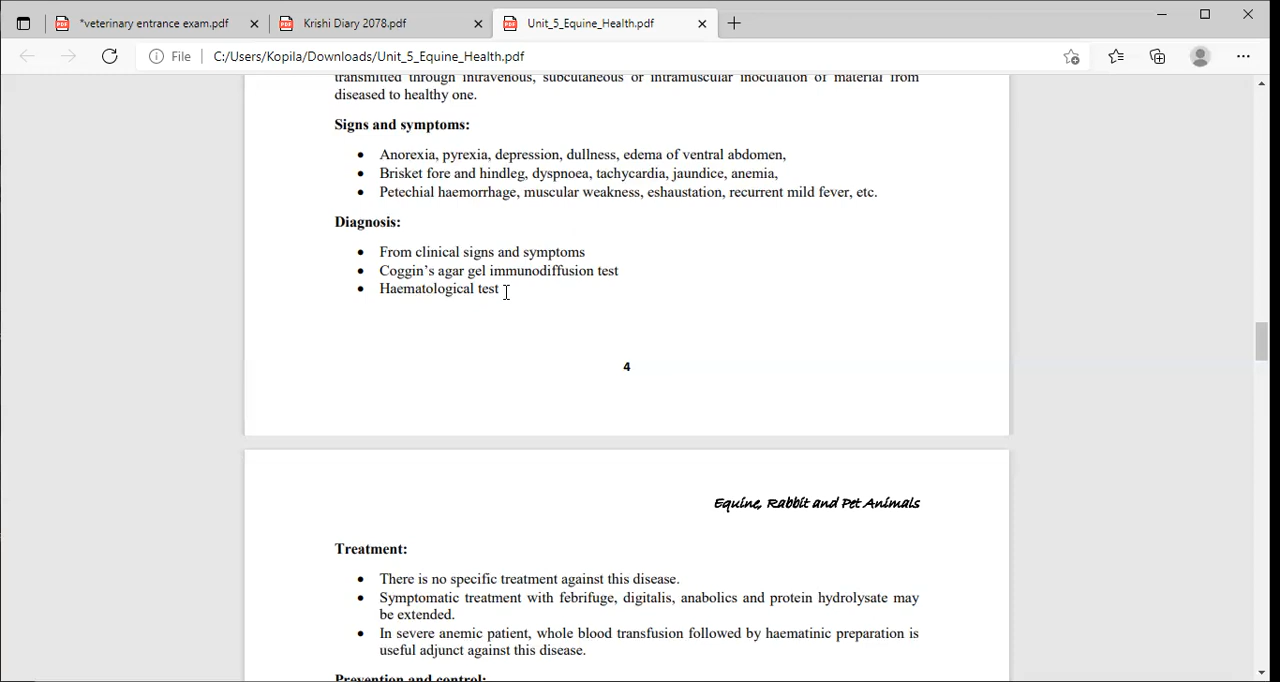 *veterinary entrance exam.pdf
Krishi Diary 2078.pdf
Unit_5_Equine_Health.pdf
File
C:/Users/Kopila/Downloads/Unit_5_Equine_Health.pdf
transmitted through intravenous, subcutaneous or intramuscular inoculation of material from
diseased to healthy one.
Signs and symptoms:
• Anorexia, pyrexia, depression, dullness, edema of ventral abdomen,
• Brisket fore and hindleg, dyspnoea, tachycardia, jaundice, anemia,
• Petechial haemorrhage, muscular weakness, eshaustation, recurrent mild fever, etc.
Diagnosis:
• From clinical signs and symptoms
• Coggin's agar gel immunodiffusion test
• Haematological test
4
Equine, Rabbit and Pet Animals
Treatment:
• There is no specific treatment against this disease.
• Symptomatic treatment with febrifuge, digitalis, anabolics and protein hydrolysate may
be extended.
• In severe anemic patient, whole blood transfusion followed by haematinic preparation is
useful adjunct against this disease.
Prevention and control: